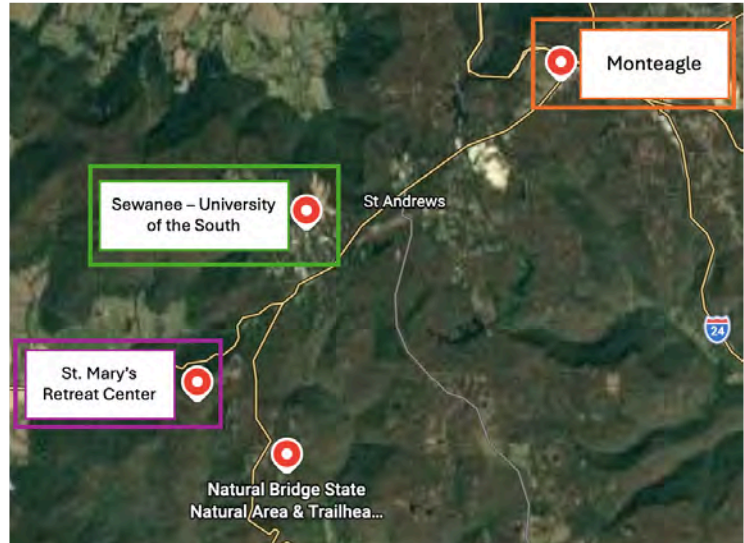 Monteagle
Sewanee – University
of the South
St Andrews
24
St. Mary's
Retreat Center
Natural Bridge State
Natural Area & Trailhea...